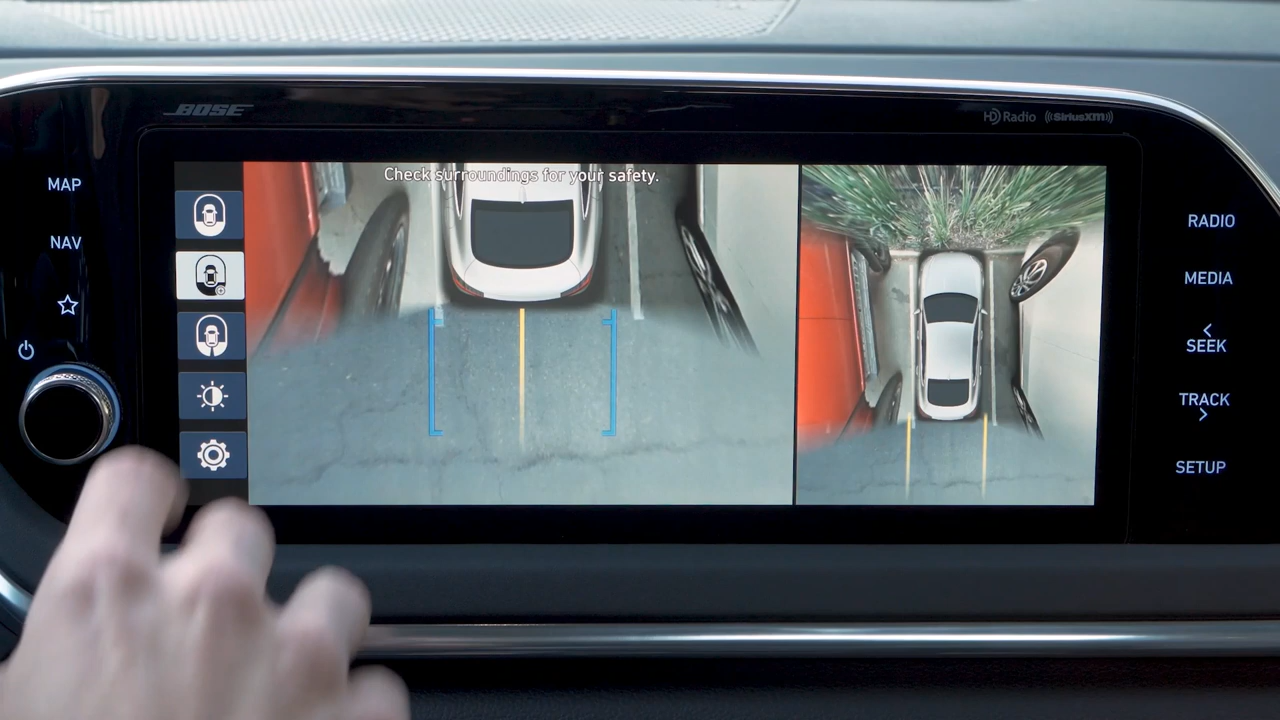 BOSE
HD Radio
((SiriusXM))
MAP
NAV
Check surroundings for your safety.
RADIO
MEDIA
<
SEEK
TRACK
>
SETUP